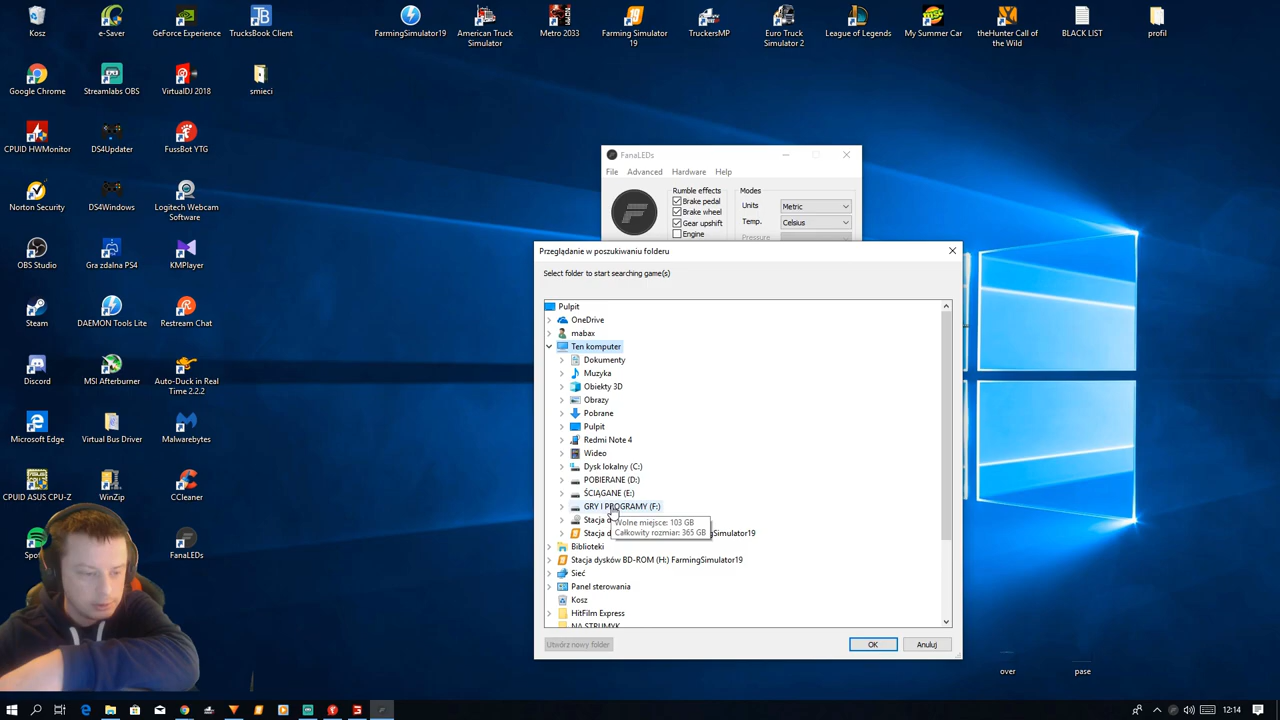 Kosz
e-Saver
GeForce Experience
TrucksBook Client
FarmingSimulator19
American Truck Simulator
Metro 2033
Farming Simulator 19
TruckersMP
Euro Truck Simulator 2
League of Legends
My Summer Car
theHunter Call of the Wild
BLACK LIST
profil
Google Chrome
Streamlabs OBS
VirtualDJ 2018
smieci
CPUID HWMonitor
DS4Updater
FussBot YTG
Norton Security
DS4Windows
Logitech Webcam Software
OBS Studio
Gra zdalna PS4
KMPlayer
Steam
DAEMON Tools Lite
Restream Chat
Discord
MSI Afterburner
Auto-Duck in Real Time 2.2.2
Microsoft Edge
Virtual Bus Driver
Malwarebytes
CPUID ASUS CPU-Z
WinZip
CCleaner
FanaLEDs
over
pase
FanaLEDs
File Advanced Hardware Help
Rumble effects
Modes
Brake pedal
Brake wheel
Gear upshift
Engine
Units Metric
Temp. Celsius
Pressure
Przeglądanie w poszukiwaniu folderu
Select folder to start searching game(s)
Pulpit
OneDrive
mabax
Ten komputer
Dokumenty
Muzyka
Obiekty 3D
Obrazy
Pobrane
Pulpit
Redmi Note 4
Wideo
Dysk lokalny (C:)
POBIERANE (D:)
ŚCIĄGANE (E:)
GRY I PROGRAMY (F:)
Stacja d
Wolne miejsce: 103 GB
Całkowity rozmiar: 365 GB
Stacja d
mingSimulator19
Biblioteki
Stacja dysków BD-ROM (H:) FarmingSimulator19
Sieć
Panel sterowania
Kosz
HitFilm Express
NA STRUMYK
Utwórz nowy folder
OK
Anuluj
12:14